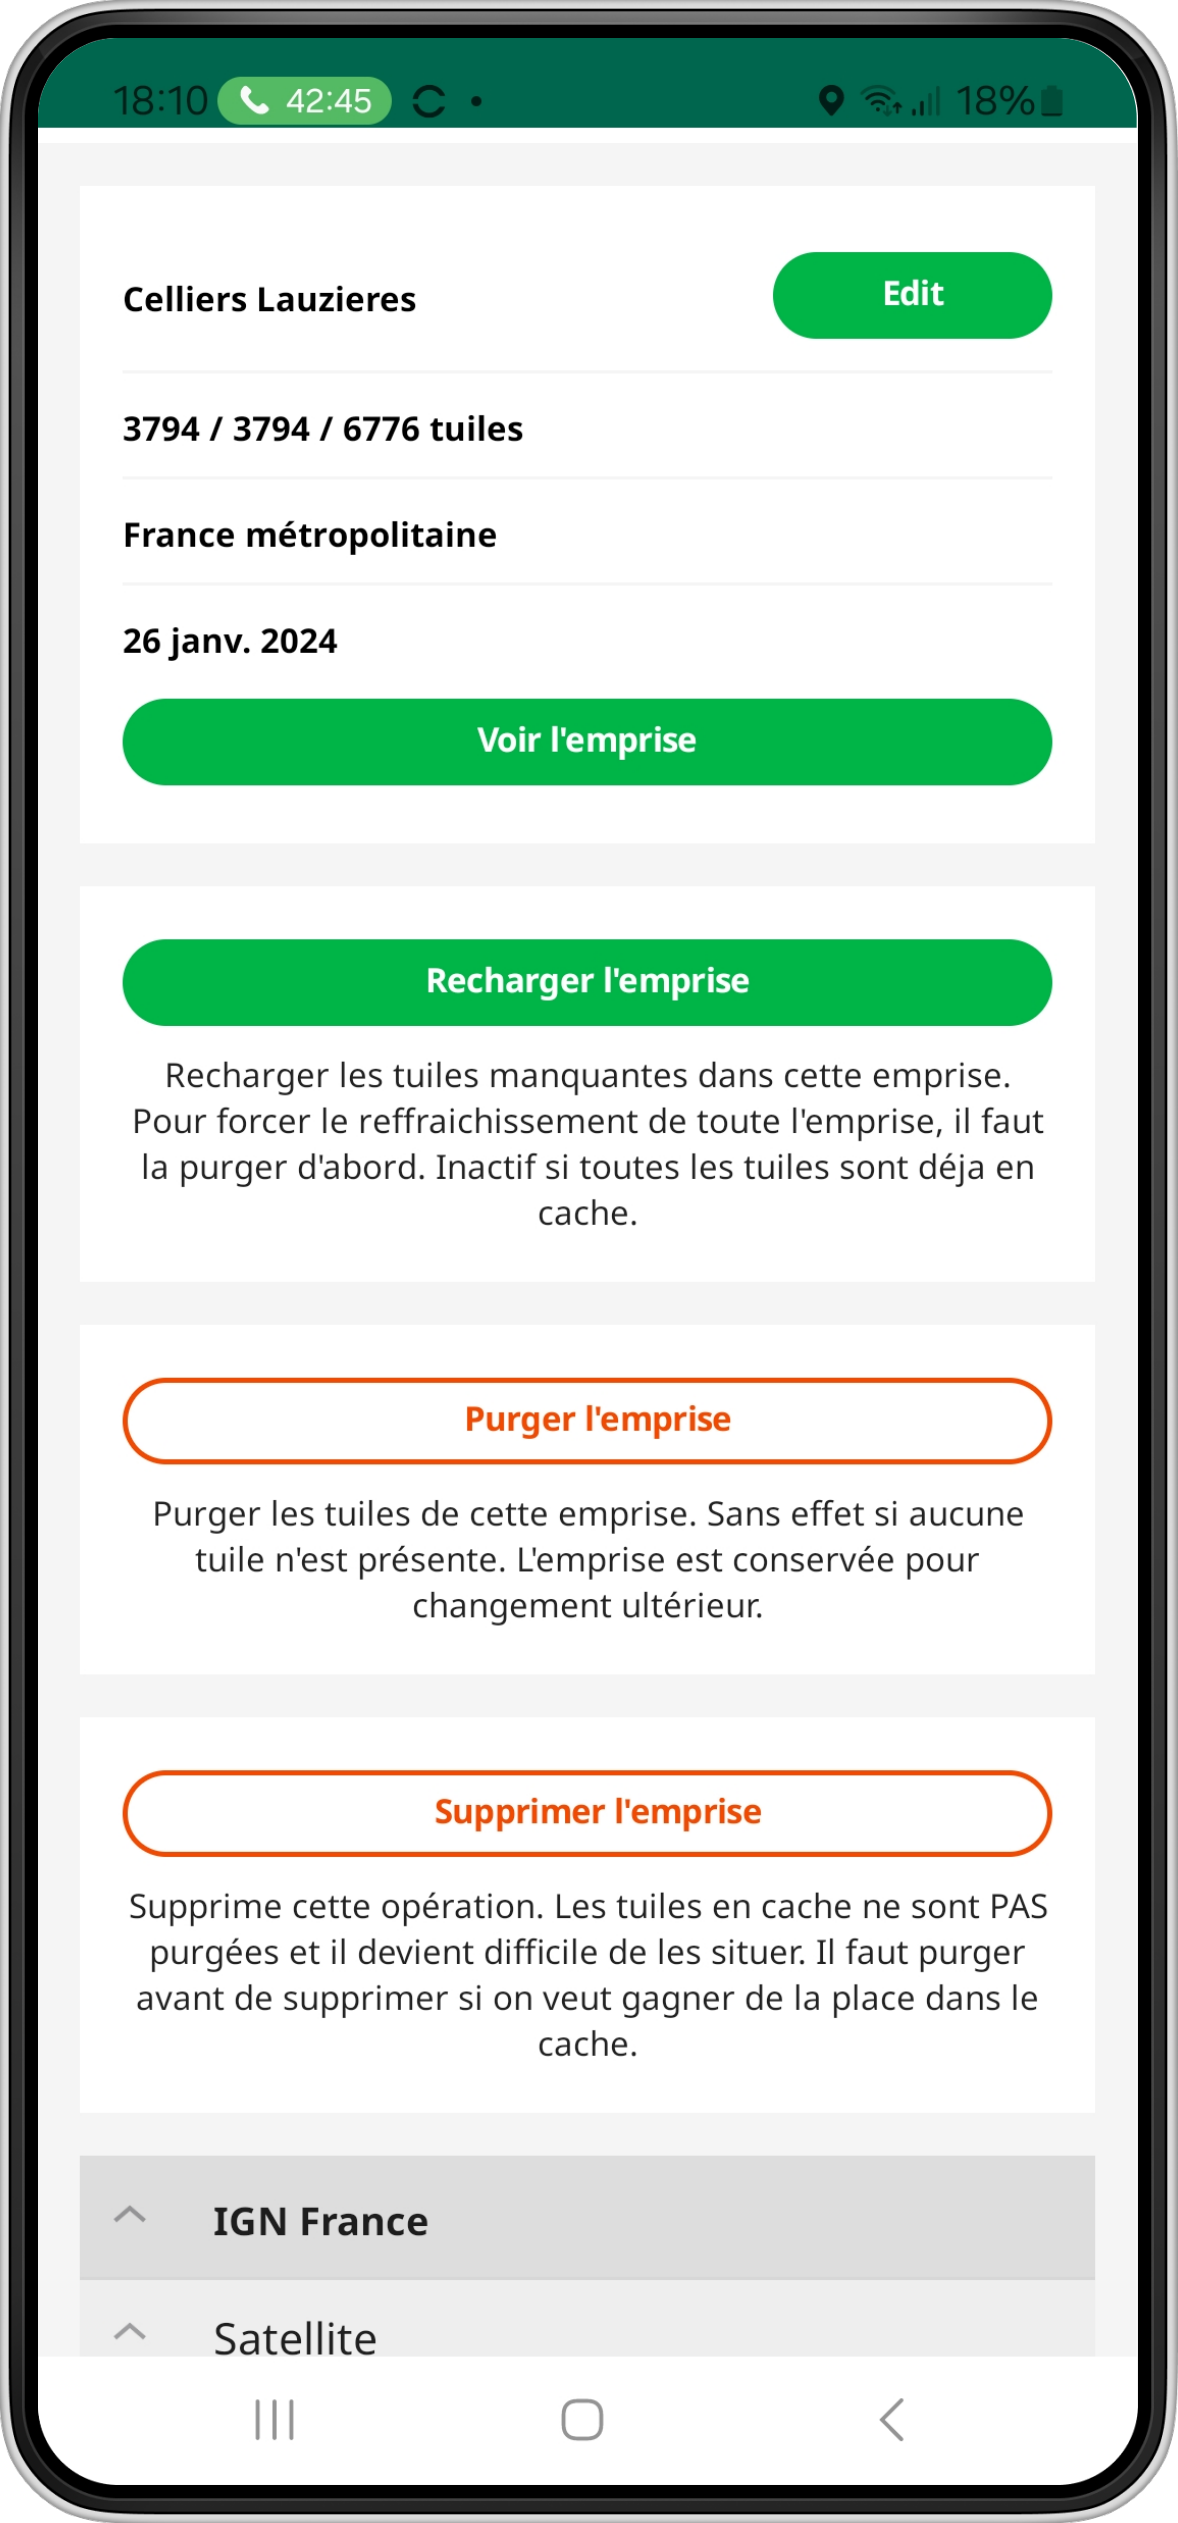 18:10 42:45 18%
Celliers Lauzieres
Edit
3794 / 3794 / 6776 tuiles
France métropolitaine
26 janv. 2024
Voir l'emprise
Recharger l'emprise
Recharger les tuiles manquantes dans cette emprise.
Pour forcer le reffraichissement de toute l'emprise, il faut
la purger d'abord. Inactif si toutes les tuiles sont déja en
cache.
Purger l'emprise
Purger les tuiles de cette emprise. Sans effet si aucune
tuile n'est présente. L'emprise est conservée pour
changement ultérieur.
Supprimer l'emprise
Supprime cette opération. Les tuiles en cache ne sont PAS
purgées et il devient difficile de les situer. Il faut purger
avant de supprimer si on veut gagner de la place dans le
cache.
IGN France
Satellite